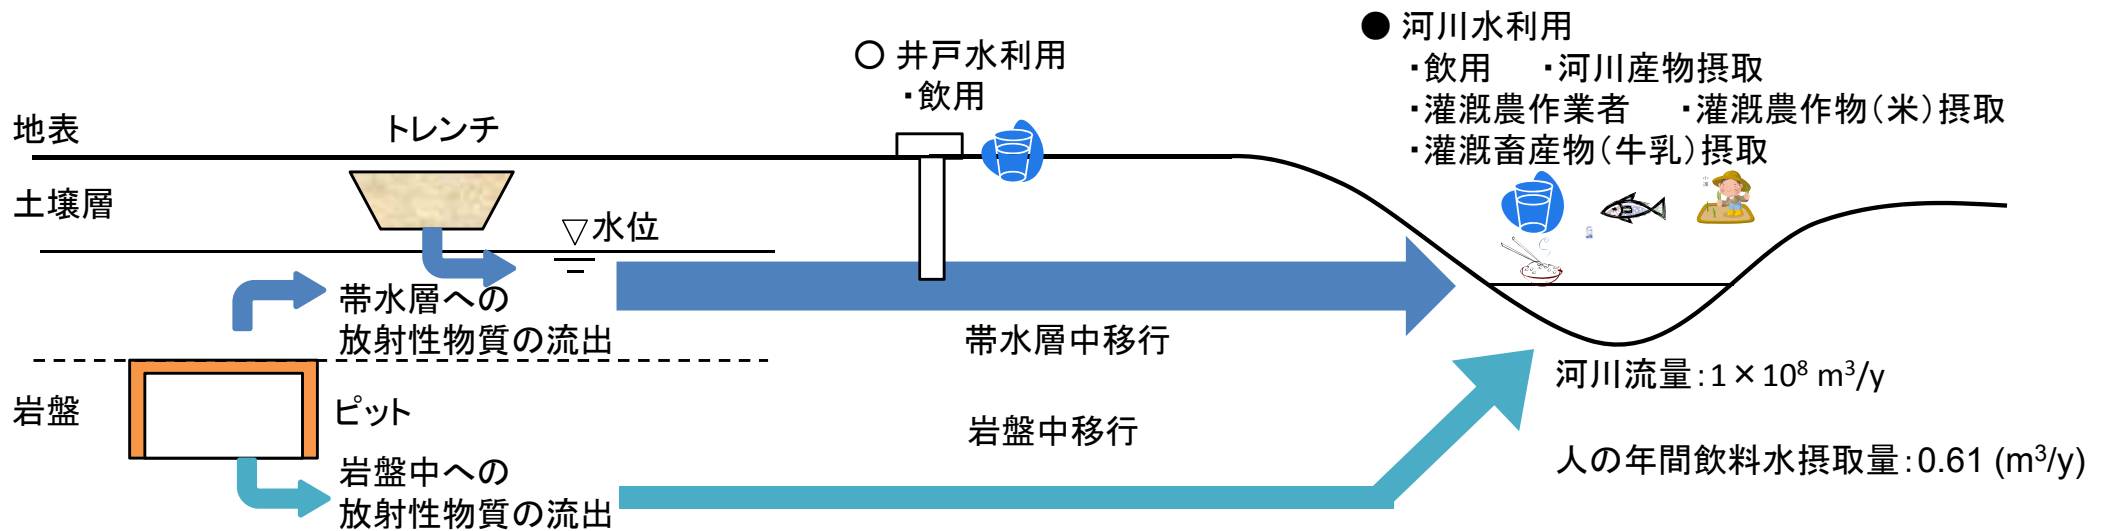 ● 河川水利用
・飲用　・河川産物摂取
・灌漑農作業者　・灌漑農作物(米)摂取
・灌漑畜産物(牛乳)摂取
○ 井戸水利用
・飲用
地表
トレンチ
土壌層
▽水位
帯水層への
放射性物質の流出
帯水層中移行
河川流量:1×10⁸ m³/y
岩盤
ピット
岩盤中移行
人の年間飲料水摂取量:0.61 (m³/y)
岩盤中への
放射性物質の流出